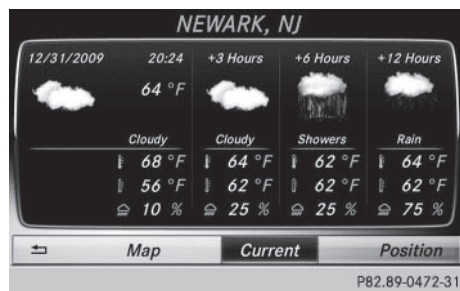 NEWARK, NJ
12/31/2009 20:24 +3 Hours +6 Hours +12 Hours
64 °F
Cloudy Cloudy Showers Rain
68 °F 64 °F 62 °F 64 °F
56 °F 62 °F 62 °F 62 °F
10 % 25 % 25 % 75 %
Map Current Position
P82.89-0472-31